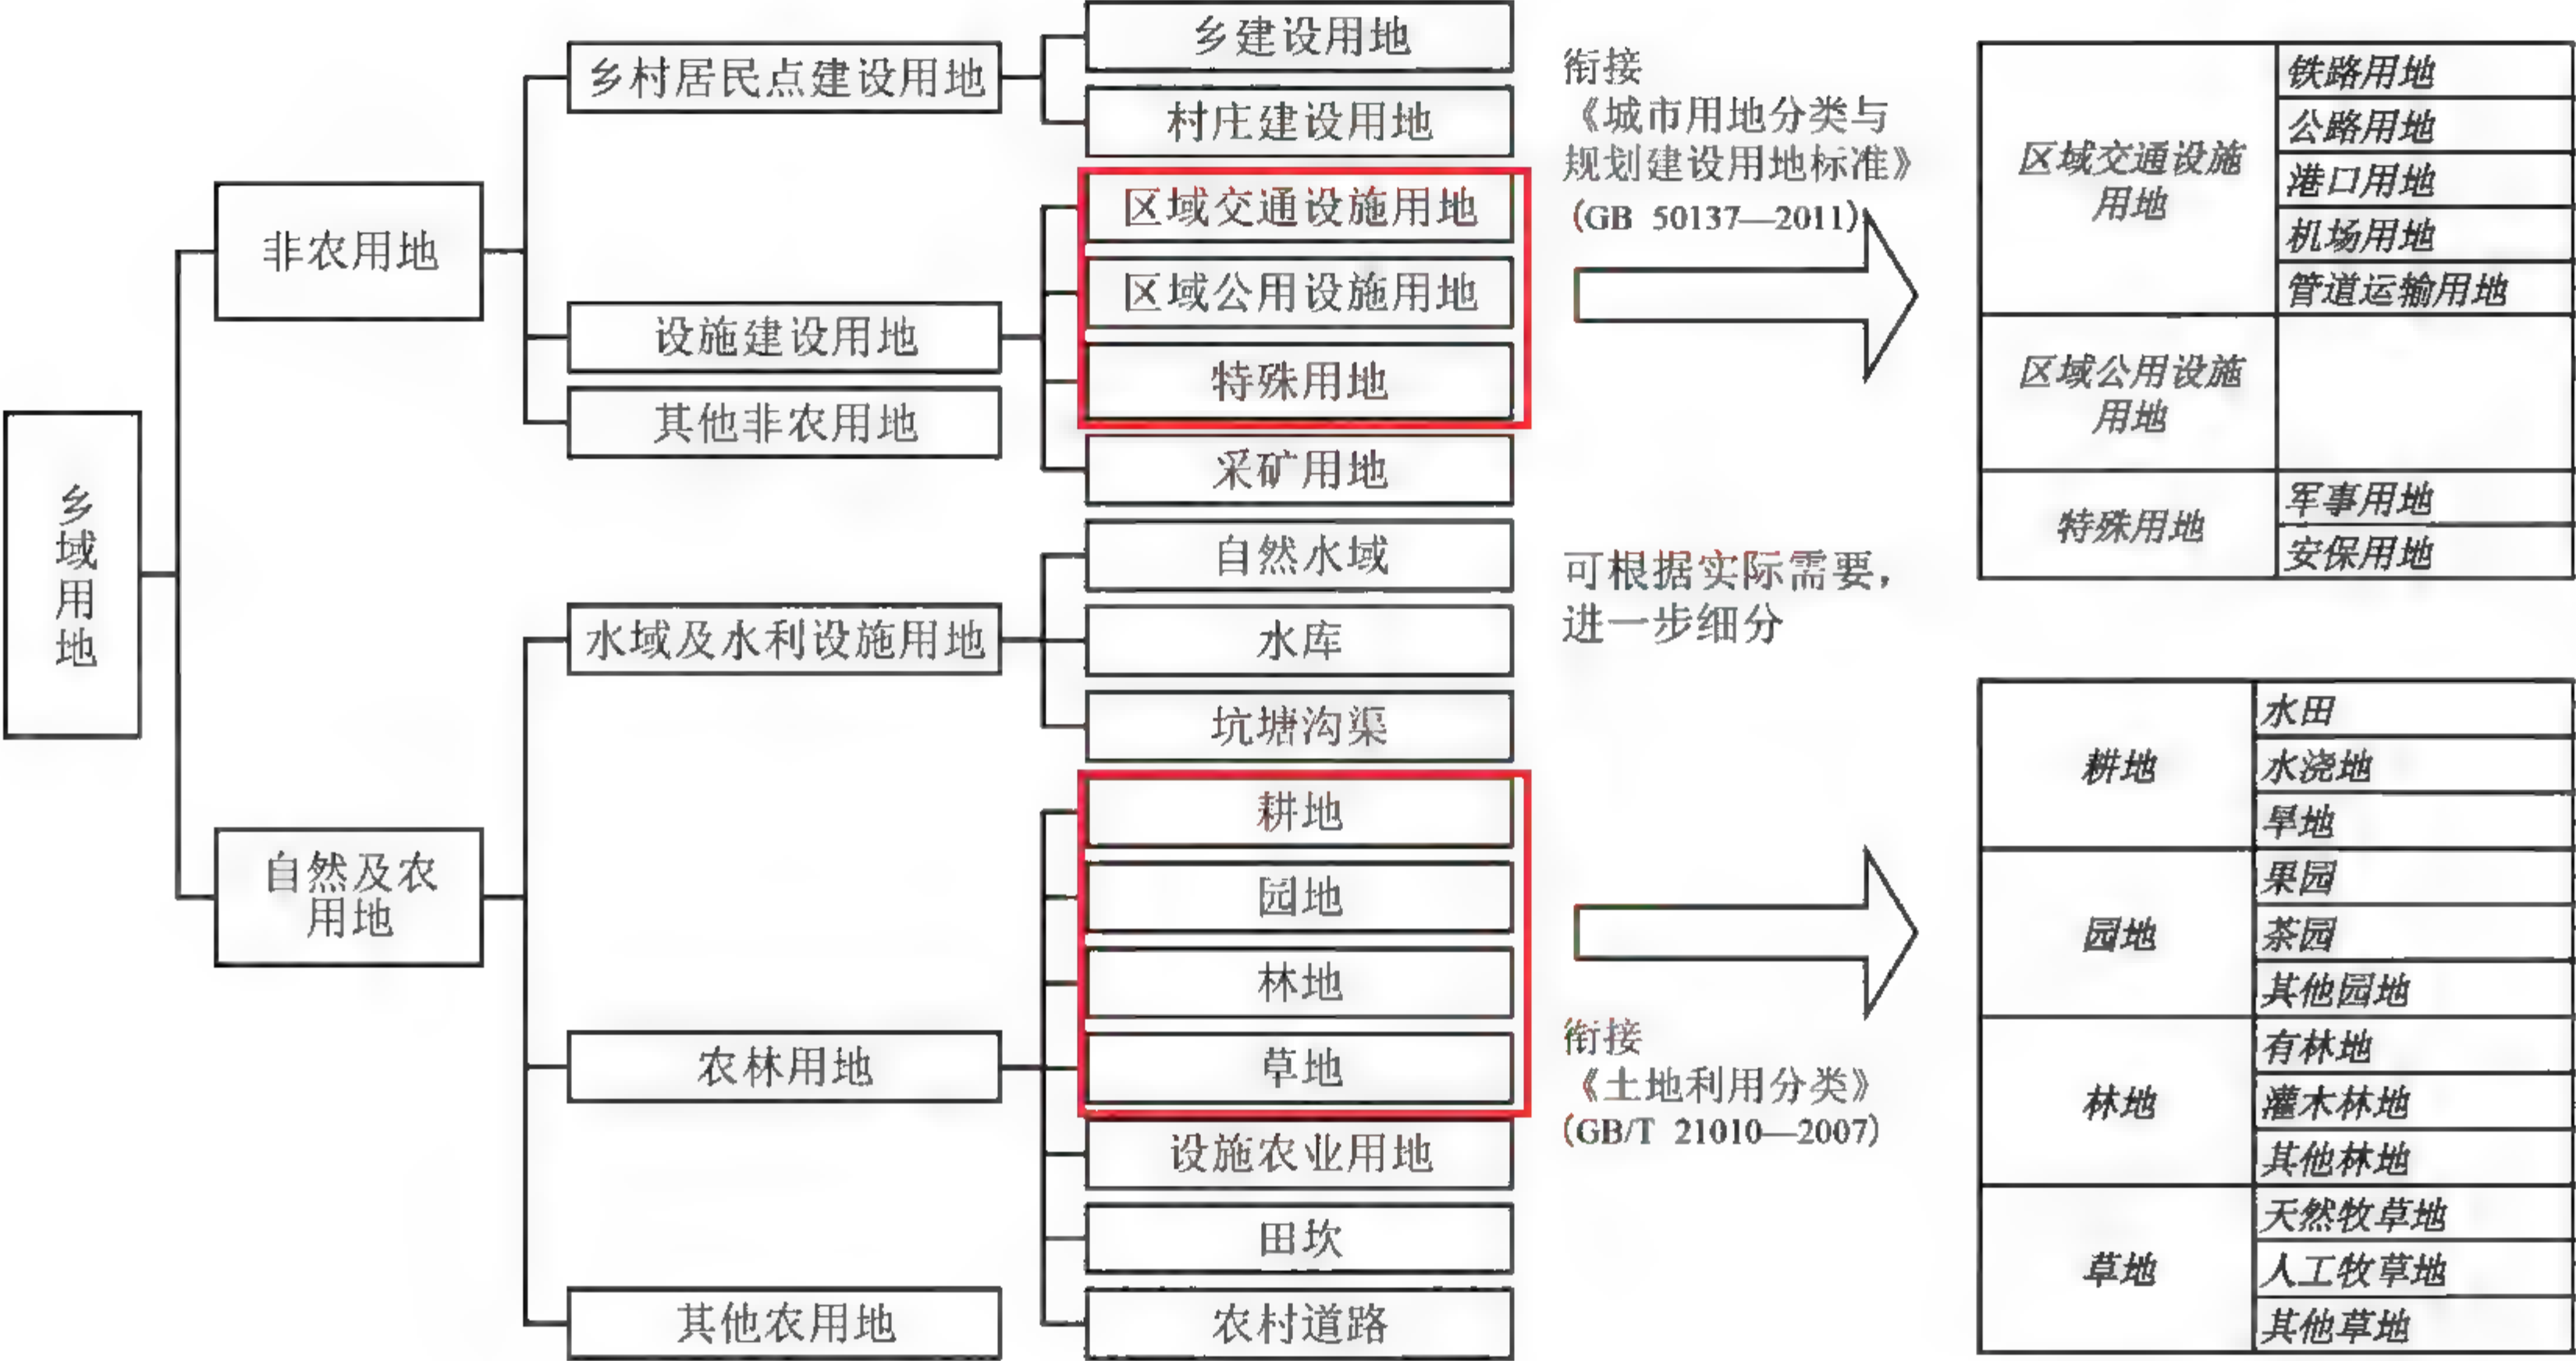 乡域用地
非农用地
自然及农
用地
乡村居民点建设用地
设施建设用地
其他非农用地
水域及水利设施用地
农林用地
其他农用地
乡建设用地
村庄建设用地
区域交通设施用地
区域公用设施用地
特殊用地
采矿用地
自然水域
水库
坑塘沟渠
耕地
园地
林地
草地
设施农业用地
田坎
农村道路
衔接
《城市用地分类与
规划建设用地标准》
(GB 50137—2011)
可根据实际需要，
进一步细分
衔接
《土地利用分类》
(GB/T 21010—2007)
区域交通设施
用地
铁路用地
公路用地
港口用地
机场用地
管道运输用地
区域公用设施
用地
特殊用地
军事用地
安保用地
耕地
水田
水浇地
旱地
园地
果园
茶园
其他园地
林地
有林地
灌木林地
其他林地
草地
天然牧草地
人工牧草地
其他草地